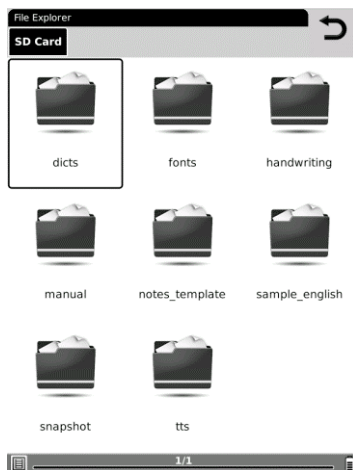 File Explorer
SD Card
dicts fonts handwriting
manual notes_template sample_english
snapshot tts
1/1